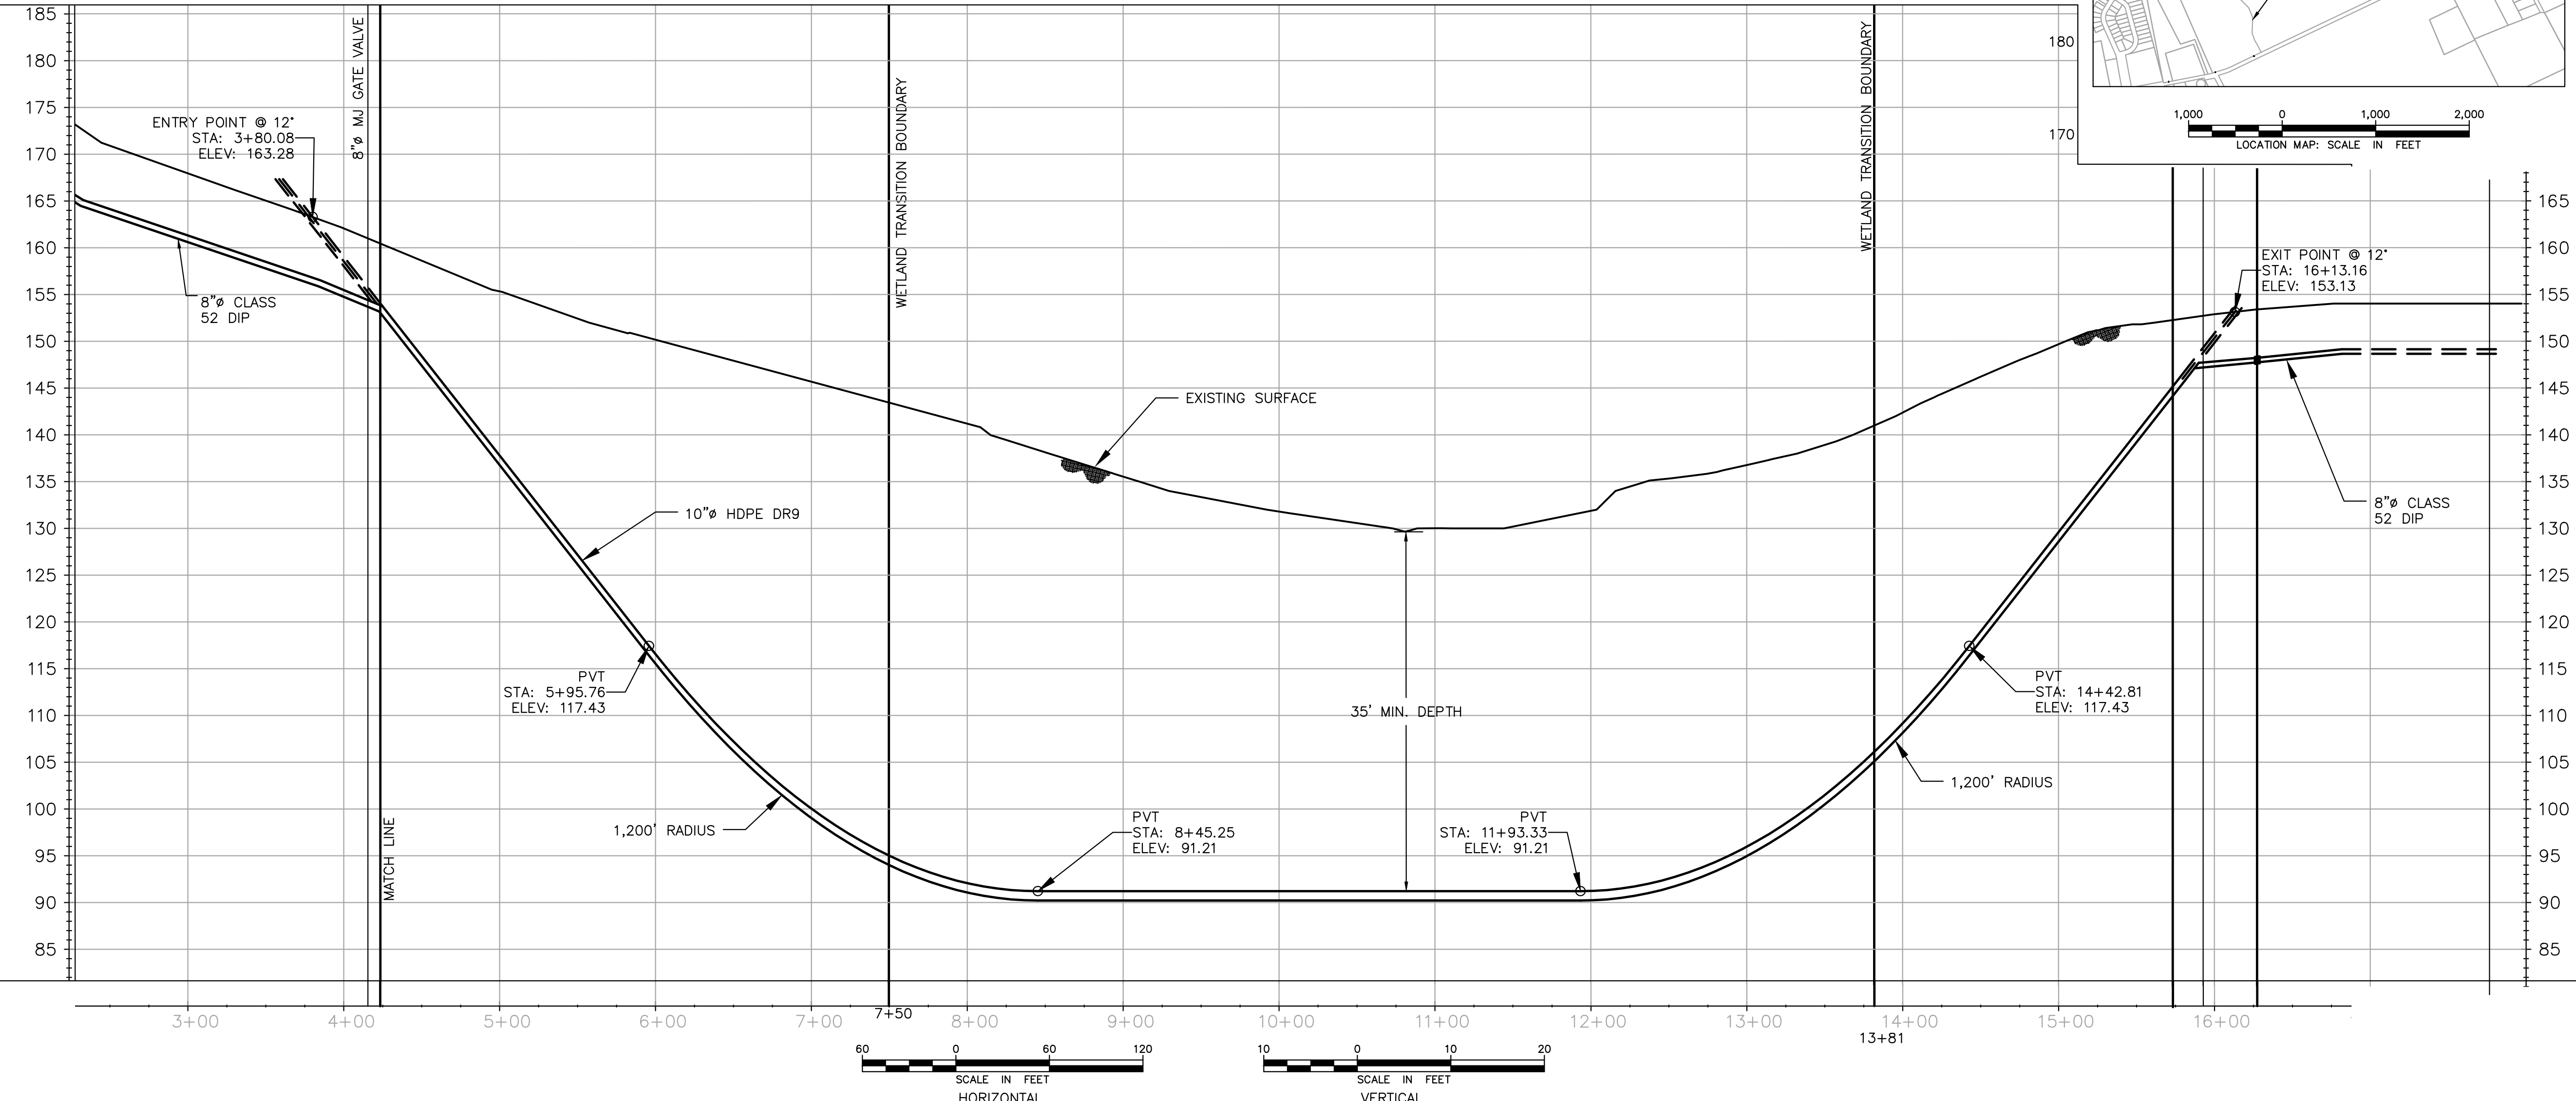 185
180
175
170
165
160
155
150
145
140
135
130
125
120
115
110
105
100
95
90
85
ENTRY POINT @ 12°
STA: 3+80.08
ELEV: 163.28
8"ø MJ GATE VALVE
8"ø CLASS
52 DIP
MATCH LINE
10"ø HDPE DR9
PVT
STA: 5+95.76
ELEV: 117.43
1,200' RADIUS
WETLAND TRANSITION BOUNDARY
EXISTING SURFACE
PVT
STA: 8+45.25
ELEV: 91.21
35' MIN. DEPTH
PVT
STA: 11+93.33
ELEV: 91.21
WETLAND TRANSITION BOUNDARY
1,200' RADIUS
PVT
STA: 14+42.81
ELEV: 117.43
EXIT POINT @ 12°
STA: 16+13.16
ELEV: 153.13
8"ø CLASS
52 DIP
180
170
1,000 0 1,000 2,000
LOCATION MAP: SCALE IN FEET
165
160
155
150
145
140
135
130
125
120
115
110
105
100
95
90
85
3+00 4+00 5+00 6+00 7+00 7+50 8+00 9+00 10+00 11+00 12+00 13+00 14+00 15+00 16+00
13+81
60 0 60 120
SCALE IN FEET
HORIZONTAL
10 0 10 20
SCALE IN FEET
VERTICAL